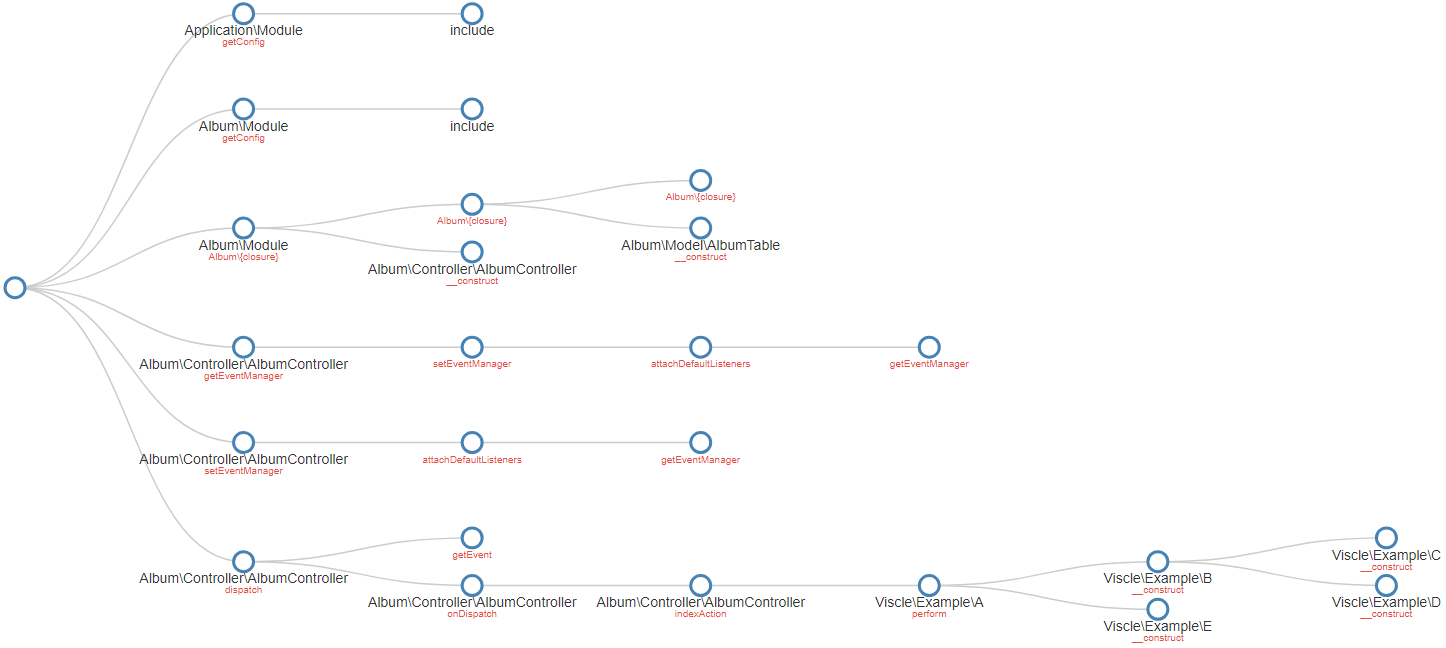 Application\Module
getConfig
include
Album\Module
getConfig
include
Album\Module
Album\{closure}
Album\{closure}
Album\{closure}
Album\Model\AlbumTable
__construct
Album\Controller\AlbumController
__construct
Album\Controller\AlbumController
getEventManager
setEventManager
attachDefaultListeners
getEventManager
Album\Controller\AlbumController
setEventManager
attachDefaultListeners
getEventManager
Album\Controller\AlbumController
dispatch
getEvent
Album\Controller\AlbumController
onDispatch
Album\Controller\AlbumController
indexAction
Viscle\Example\A
perform
Viscle\Example\B
__construct
Viscle\Example\C
__construct
Viscle\Example\D
__construct
Viscle\Example\E
__construct